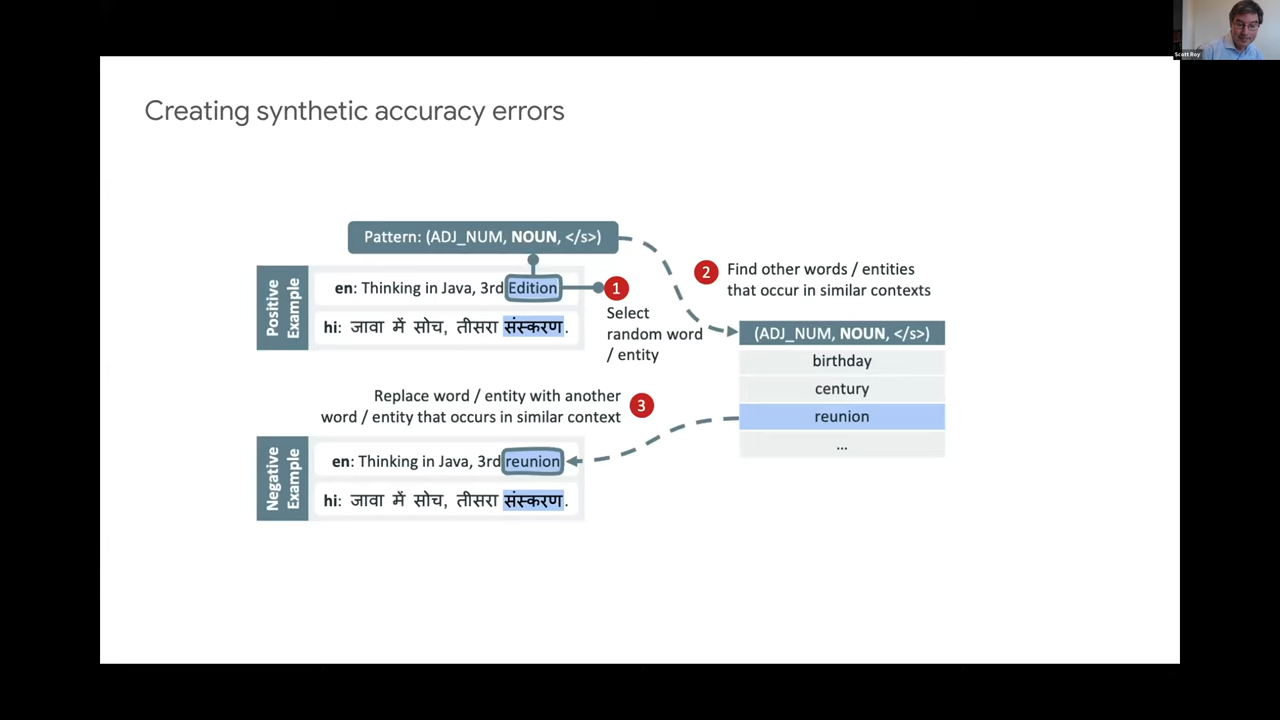 Scott Roy
Creating synthetic accuracy errors
Pattern: (ADJ_NUM, NOUN, </s>)
Positive
Example
en: Thinking in Java, 3rd Edition
hi: जावा में सोच, तीसरा संस्करण.
1
Select
random word
/ entity
2
Find other words / entities
that occur in similar contexts
(ADJ_NUM, NOUN, </s>)
birthday
century
reunion
...
Replace word / entity with another
word / entity that occurs in similar context
3
Negative
Example
en: Thinking in Java, 3rd reunion
hi: जावा में सोच, तीसरा संस्करण.